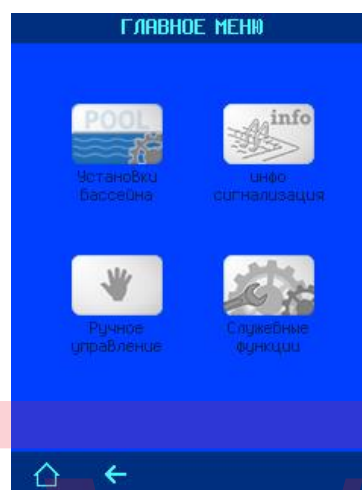 ГЛАВНОЕ МЕНЮ
POOL
info
Установки
бассейна
инфо
сигнализация
Ручное
управление
Служебные
функции